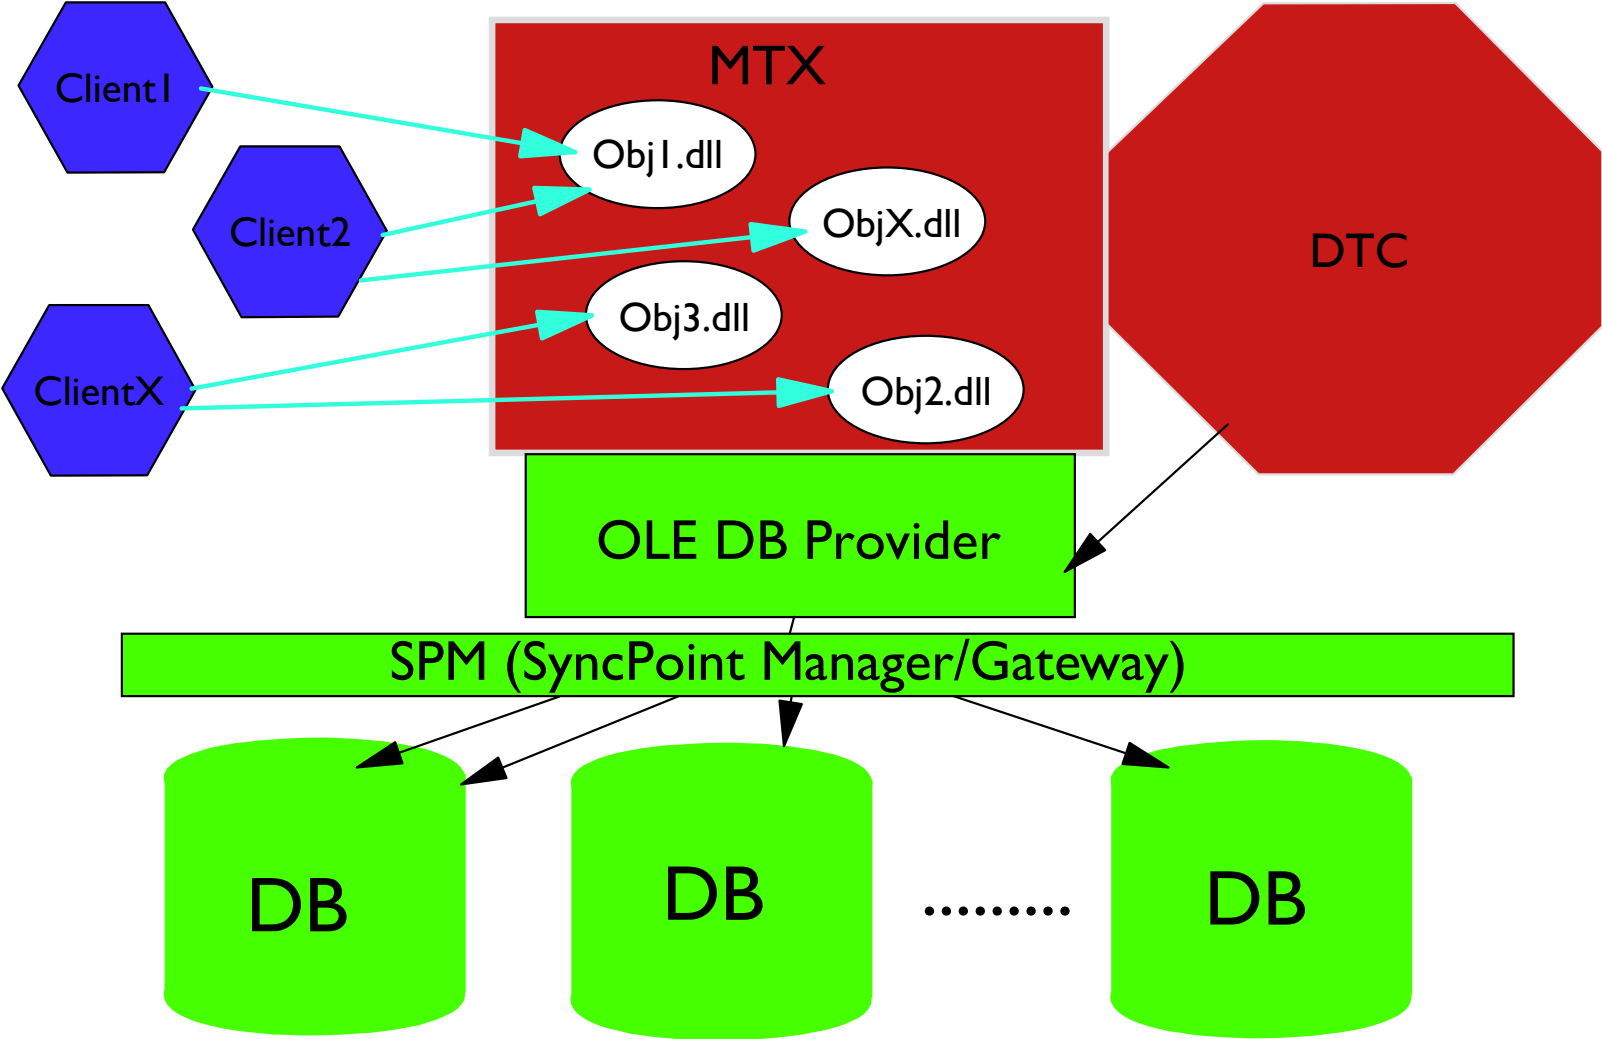 Client1
Client2
ClientX
MTX
Obj1.dll
ObjX.dll
Obj3.dll
Obj2.dll
DTC
OLE DB Provider
SPM (SyncPoint Manager/Gateway)
DB
DB
.........
DB